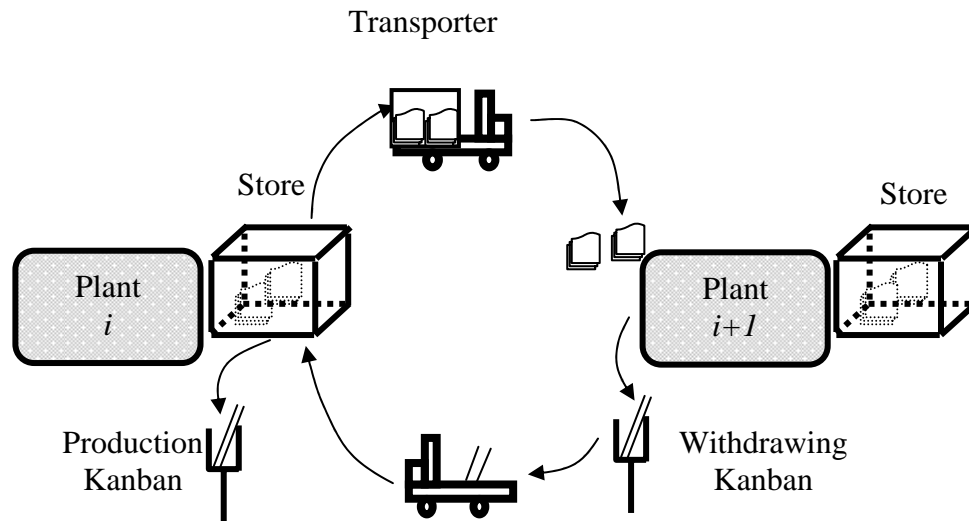 Transporter
Store
Store
Plant
i
Plant
i+1
Production
Kanban
Withdrawing
Kanban